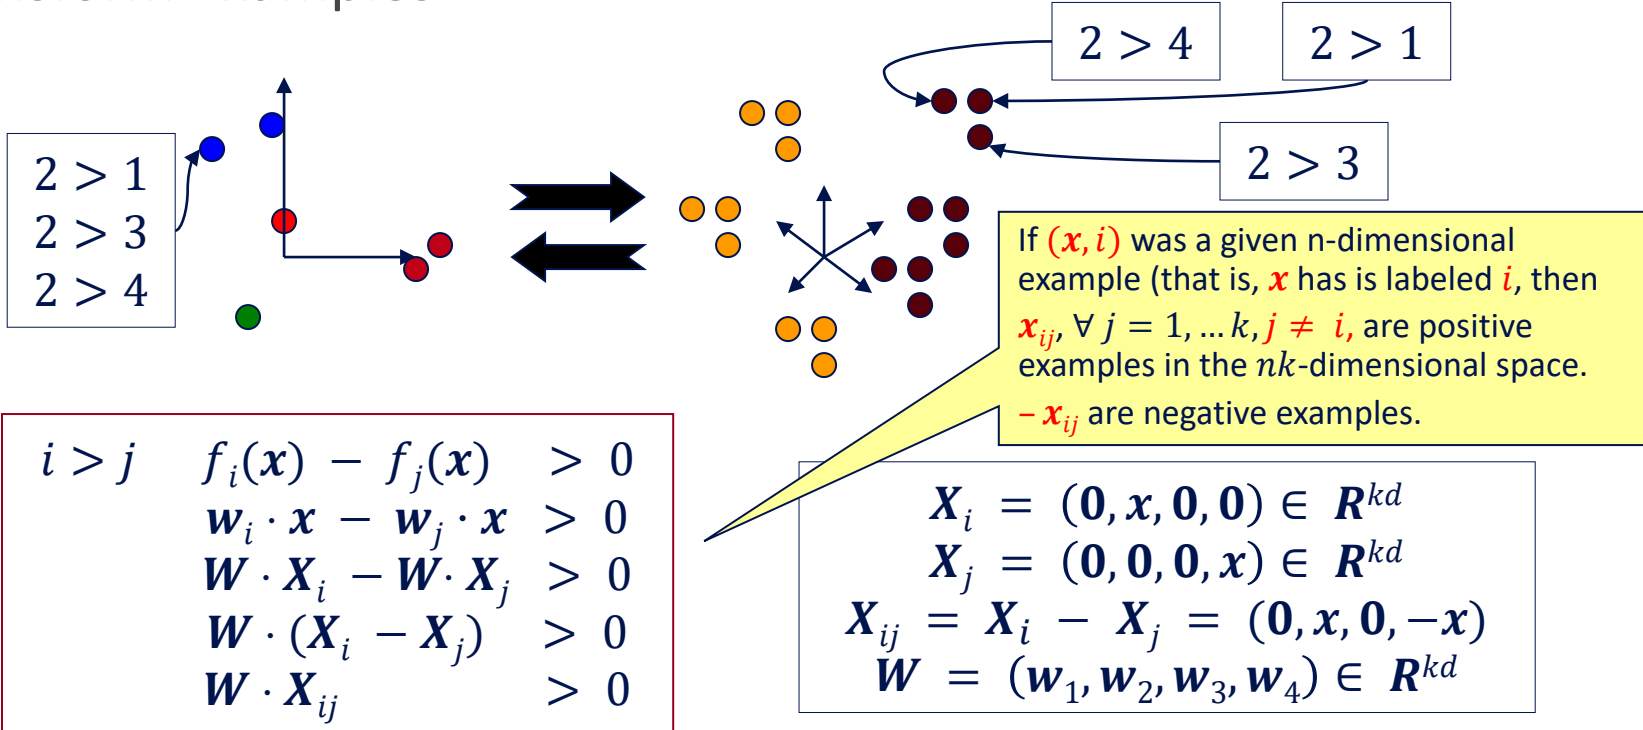 2 > 4
2 > 1
2 > 1
2 > 3
2 > 4
2 > 3
If (x, i) was a given n-dimensional
example (that is, x has is labeled i, then
x_ij, ∀ j = 1, … k, j ≠ i, are positive
examples in the nk-dimensional space.
– x_ij are negative examples.
i > j f_i(x) − f_j(x) > 0
w_i · x − w_j · x > 0
W · X_i − W · X_j > 0
W · (X_i − X_j) > 0
W · X_ij > 0
X_i = (0, x, 0, 0) ∈ R^kd
X_j = (0, 0, 0, x) ∈ R^kd
X_ij = X_i − X_j = (0, x, 0, −x)
W = (w_1, w_2, w_3, w_4) ∈ R^kd